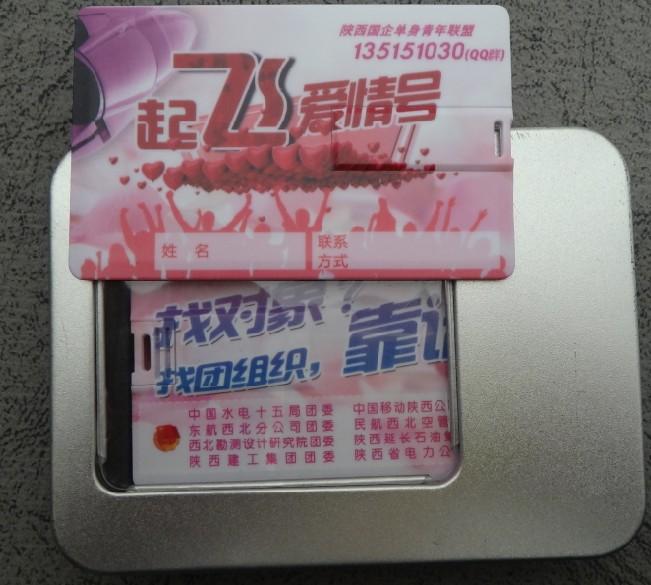 陕西国企单身青年联盟
135151030(QQ群)
起飞爱情号
姓 名
联系
方式
找对象?
靠
找团组织,
中国水电十五局团委 中国移动陕西公
东航西北分公司团委 民航西北空管
西北勘测设计研究院团委 陕西延长石油集
陕西建工集团团委 陕西省电力公